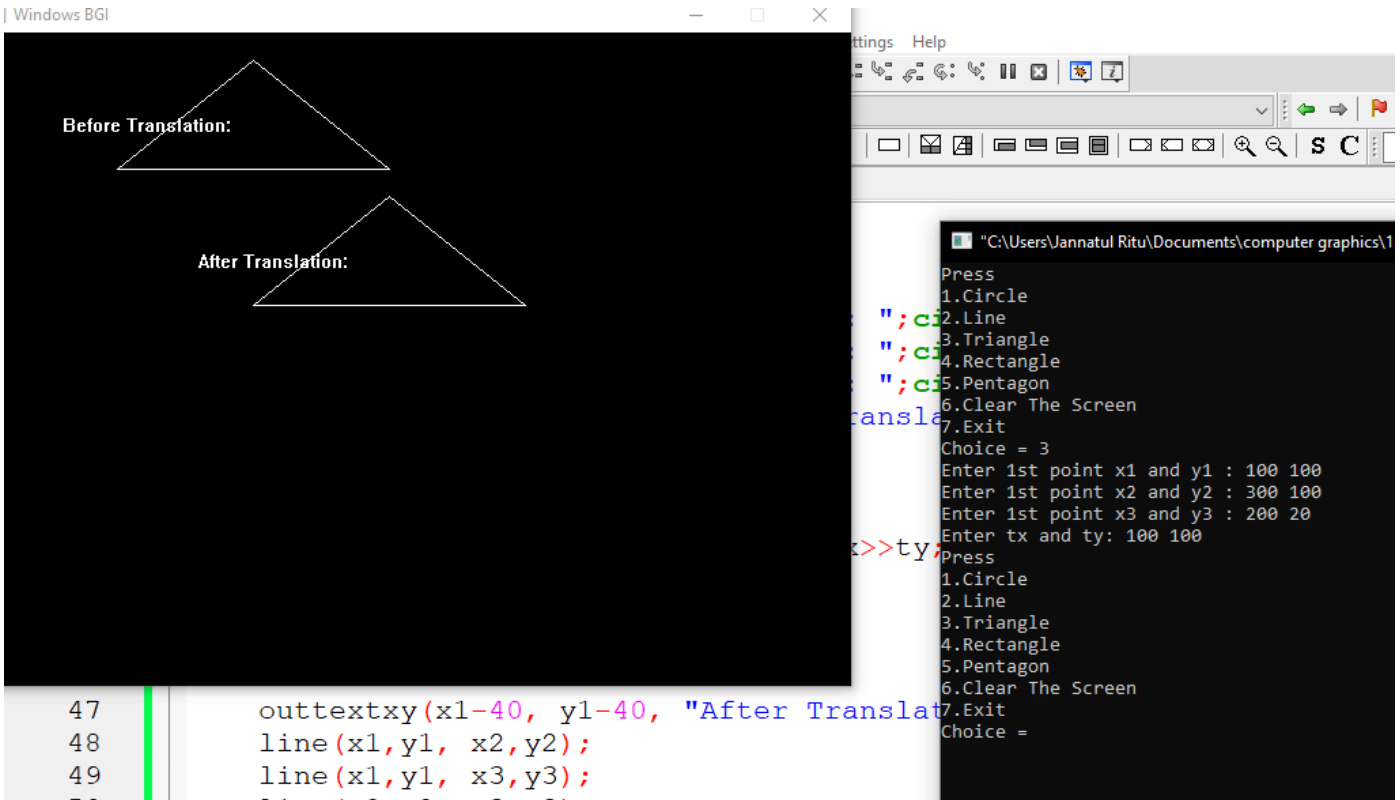 Windows BGI
Before Translation:
After Translation:
ttings Help
S C
: ";ci
: ";ci
: ";ci
ransla
x>>ty;
47 outtextxy(x1-40, y1-40, "After Translat
48 line(x1,y1, x2,y2);
49 line(x1,y1, x3,y3);
"C:\Users\Jannatul Ritu\Documents\computer graphics\1
Press
1.Circle
2.Line
3.Triangle
4.Rectangle
5.Pentagon
6.Clear The Screen
7.Exit
Choice = 3
Enter 1st point x1 and y1 : 100 100
Enter 1st point x2 and y2 : 300 100
Enter 1st point x3 and y3 : 200 20
Enter tx and ty: 100 100
Press
1.Circle
2.Line
3.Triangle
4.Rectangle
5.Pentagon
6.Clear The Screen
7.Exit
Choice =